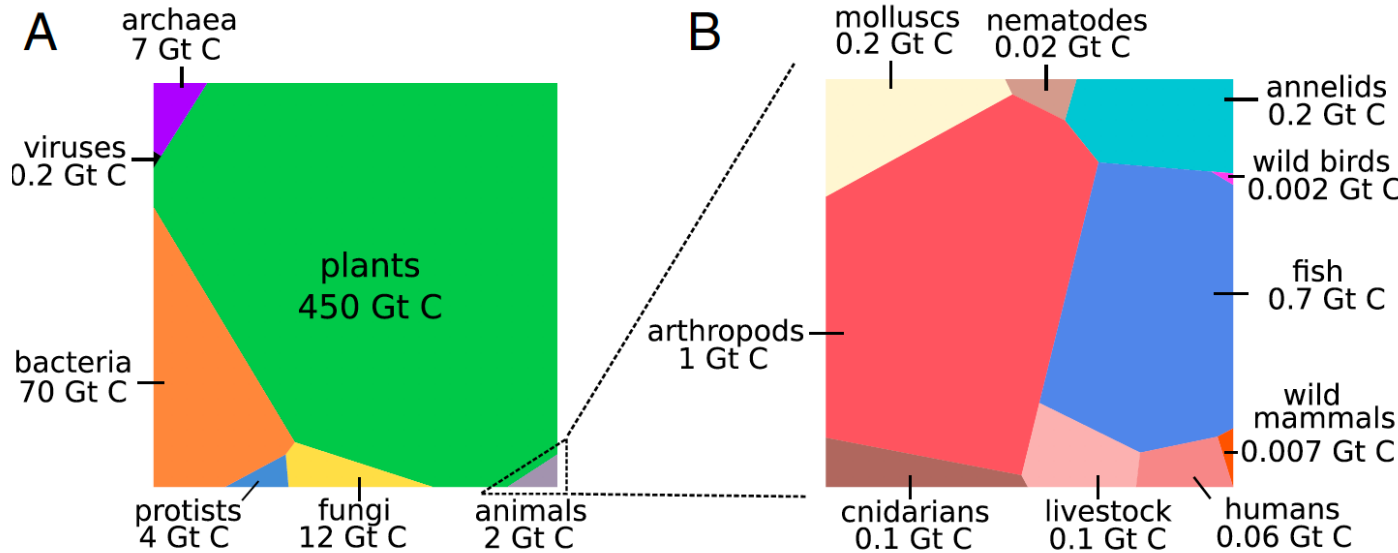 A
archaea
7 Gt C
viruses
0.2 Gt C
plants
450 Gt C
bacteria
70 Gt C
protists
4 Gt C
fungi
12 Gt C
animals
2 Gt C
B
molluscs
0.2 Gt C
nematodes
0.02 Gt C
annelids
0.2 Gt C
wild birds
0.002 Gt C
fish
0.7 Gt C
arthropods
1 Gt C
wild
mammals
0.007 Gt C
cnidarians
0.1 Gt C
livestock
0.1 Gt C
humans
0.06 Gt C